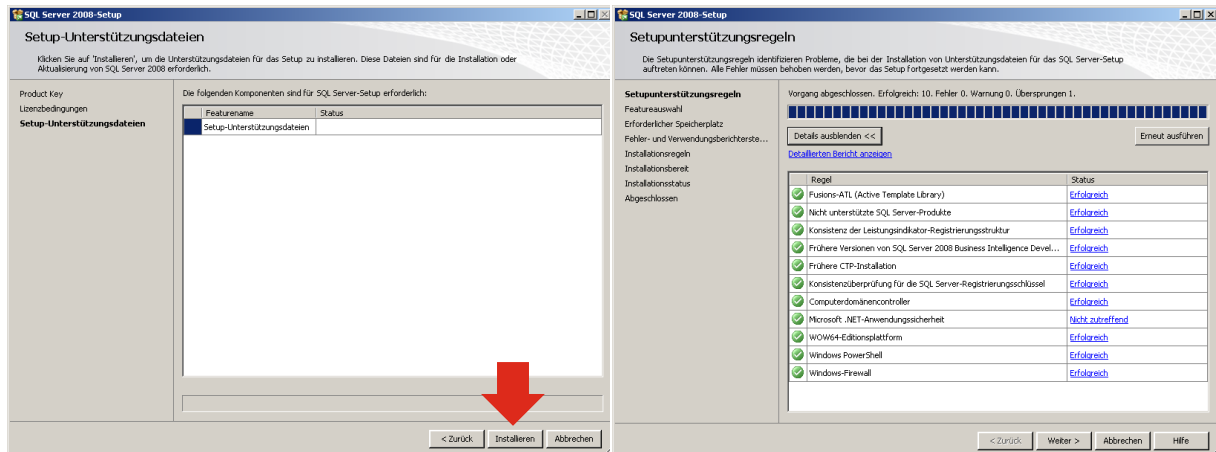 SQL Server 2008-Setup
Setup-Unterstützungsdateien
Klicken Sie auf 'Installieren', um die Unterstützungsdateien für das Setup zu installieren. Diese Dateien sind für die Installation oder
Aktualisierung von SQL Server 2008 erforderlich.
Product Key
Lizenzbedingungen
Setup-Unterstützungsdateien
Die folgenden Komponenten sind für SQL Server-Setup erforderlich:
Featurename Status
Setup-Unterstützungsdateien
< Zurück Installieren Abbrechen
SQL Server 2008-Setup
Setupunterstützungsregeln
Die Setupunterstützungsregeln identifizieren Probleme, die bei der Installation von Unterstützungsdateien für das SQL Server-Setup
auftreten können. Alle Fehler müssen behoben werden, bevor das Setup fortgesetzt werden kann.
Setupunterstützungsregeln
Featureauswahl
Erforderlicher Speicherplatz
Fehler- und Verwendungsberichterste...
Installationsregeln
Installationsbereit
Installationsstatus
Abgeschlossen
Vorgang abgeschlossen. Erfolgreich: 10. Fehler 0. Warnung 0. Übersprungen 1.
Details ausblenden << Erneut ausführen
Detaillierten Bericht anzeigen
Regel Status
Fusions-ATL (Active Template Library) Erfolgreich
Nicht unterstützte SQL Server-Produkte Erfolgreich
Konsistenz der Leistungsindikator-Registrierungsstruktur Erfolgreich
Frühere Versionen von SQL Server 2008 Business Intelligence Devel... Erfolgreich
Frühere CTP-Installation Erfolgreich
Konsistenzüberprüfung für die SQL Server-Registrierungsschlüssel Erfolgreich
Computerdomänencontroller Erfolgreich
Microsoft .NET-Anwendungssicherheit Nicht zutreffend
WOW64-Editionsplattform Erfolgreich
Windows PowerShell Erfolgreich
Windows-Firewall Erfolgreich
< Zurück Weiter > Abbrechen Hilfe